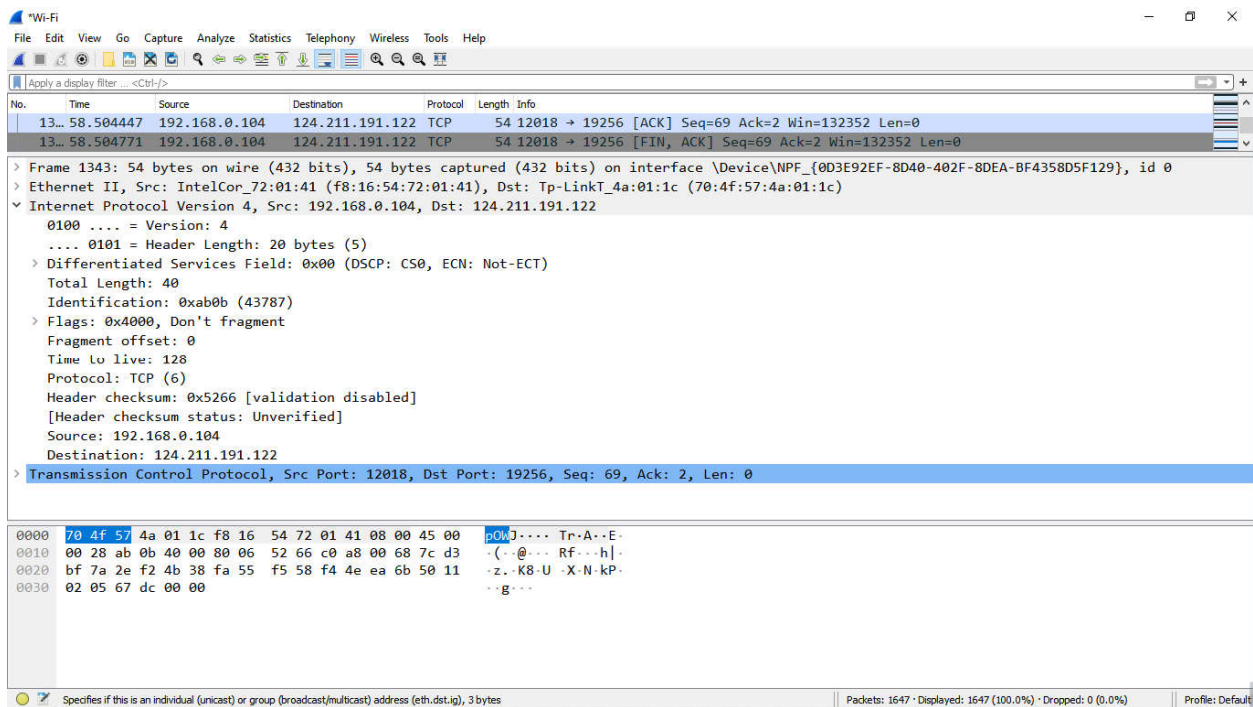 *Wi-Fi
File Edit View Go Capture Analyze Statistics Telephony Wireless Tools Help
Apply a display filter ... <Ctrl-/>
No. Time Source Destination Protocol Length Info
13… 58.504447 192.168.0.104 124.211.191.122 TCP 54 12018 → 19256 [ACK] Seq=69 Ack=2 Win=132352 Len=0
13… 58.504771 192.168.0.104 124.211.191.122 TCP 54 12018 → 19256 [FIN, ACK] Seq=69 Ack=2 Win=132352 Len=0
Frame 1343: 54 bytes on wire (432 bits), 54 bytes captured (432 bits) on interface \Device\NPF_{0D3E92EF-8D40-402F-8DEA-BF4358D5F129}, id 0
Ethernet II, Src: IntelCor_72:01:41 (f8:16:54:72:01:41), Dst: Tp-LinkT_4a:01:1c (70:4f:57:4a:01:1c)
Internet Protocol Version 4, Src: 192.168.0.104, Dst: 124.211.191.122
0100 .... = Version: 4
.... 0101 = Header Length: 20 bytes (5)
Differentiated Services Field: 0x00 (DSCP: CS0, ECN: Not-ECT)
Total Length: 40
Identification: 0xab0b (43787)
Flags: 0x4000, Don't fragment
Fragment offset: 0
Time to live: 128
Protocol: TCP (6)
Header checksum: 0x5266 [validation disabled]
[Header checksum status: Unverified]
Source: 192.168.0.104
Destination: 124.211.191.122
Transmission Control Protocol, Src Port: 12018, Dst Port: 19256, Seq: 69, Ack: 2, Len: 0
0000 70 4f 57 4a 01 1c f8 16 54 72 01 41 08 00 45 00 pOWJ···· Tr·A··E·
0010 00 28 ab 0b 40 00 80 06 52 66 c0 a8 00 68 7c d3 ·(··@··· Rf···h|·
0020 bf 7a 2e f2 4b 38 fa 55 f5 58 f4 4e ea 6b 50 11 ·z.·K8·U ·X·N·kP·
0030 02 05 67 dc 00 00 ··g···
Specifies if this is an individual (unicast) or group (broadcast/multicast) address (eth.dst.ig), 3 bytes Packets: 1647 · Displayed: 1647 (100.0%) · Dropped: 0 (0.0%) Profile: Default